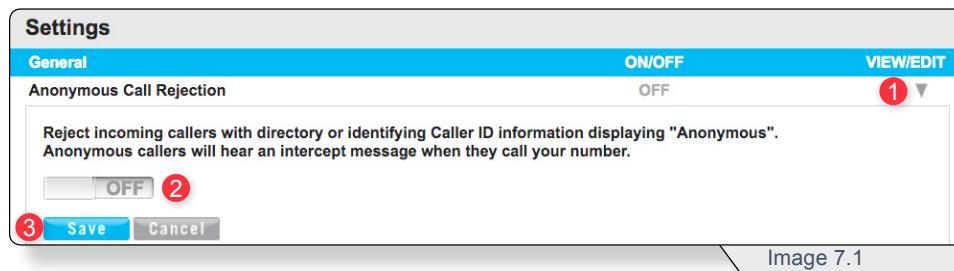 Settings
General ON/OFF VIEW/EDIT
Anonymous Call Rejection OFF 1 ▼
Reject incoming callers with directory or identifying Caller ID information displaying "Anonymous".
Anonymous callers will hear an intercept message when they call your number.
OFF 2
3 Save Cancel
Image 7.1